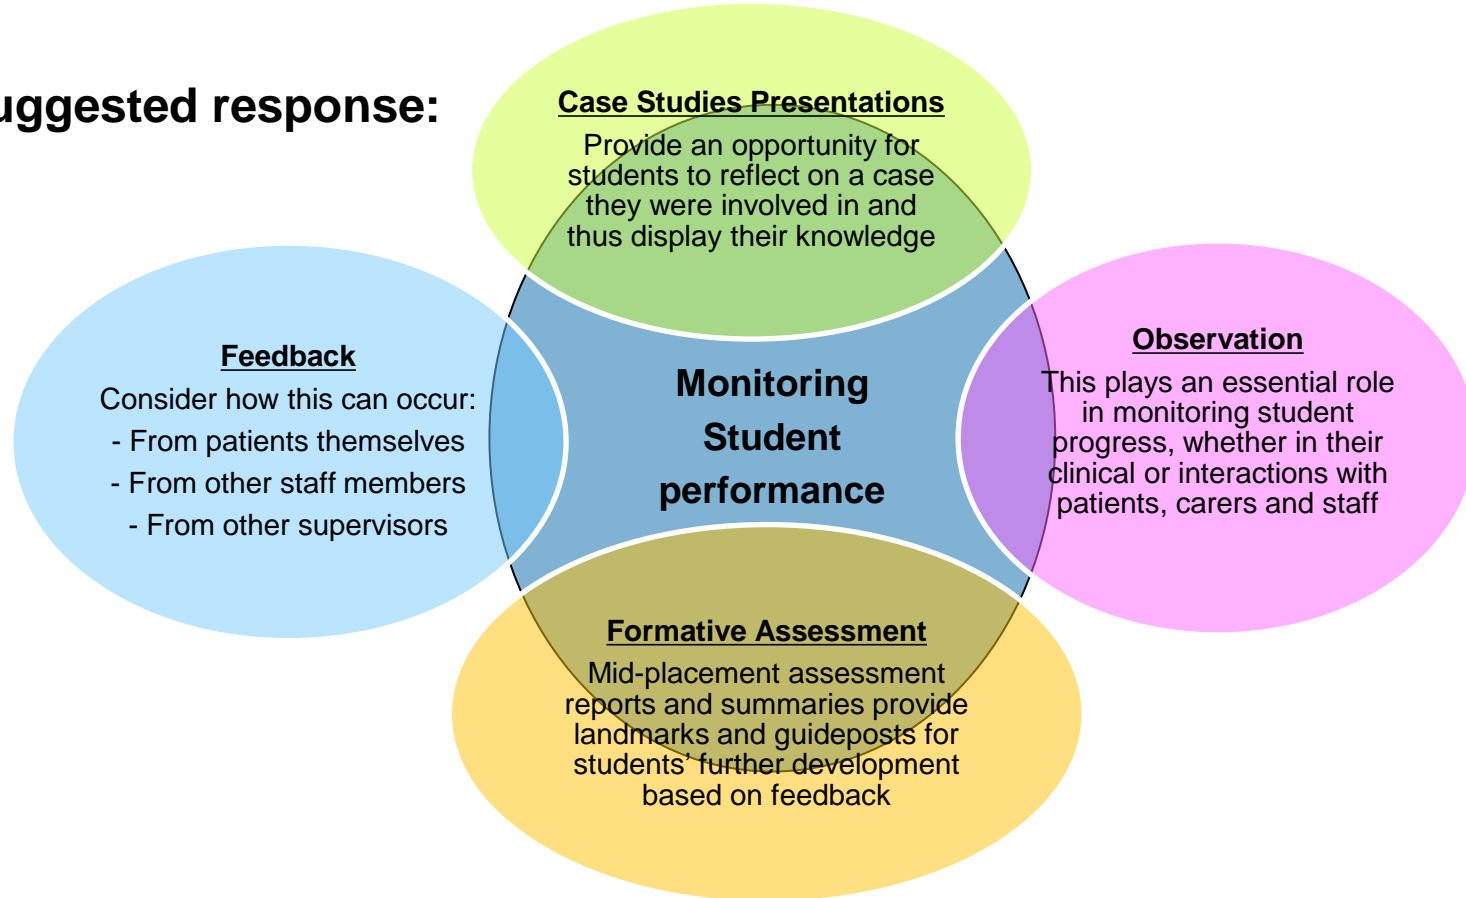 uggested response:
Case Studies Presentations
Provide an opportunity for
students to reflect on a case
they were involved in and
thus display their knowledge
Feedback
Consider how this can occur:
- From patients themselves
- From other staff members
- From other supervisors
Monitoring
Student
performance
Observation
This plays an essential role
in monitoring student
progress, whether in their
clinical or interactions with
patients, carers and staff
Formative Assessment
Mid-placement assessment
reports and summaries provide
landmarks and guideposts for
students’ further development
based on feedback